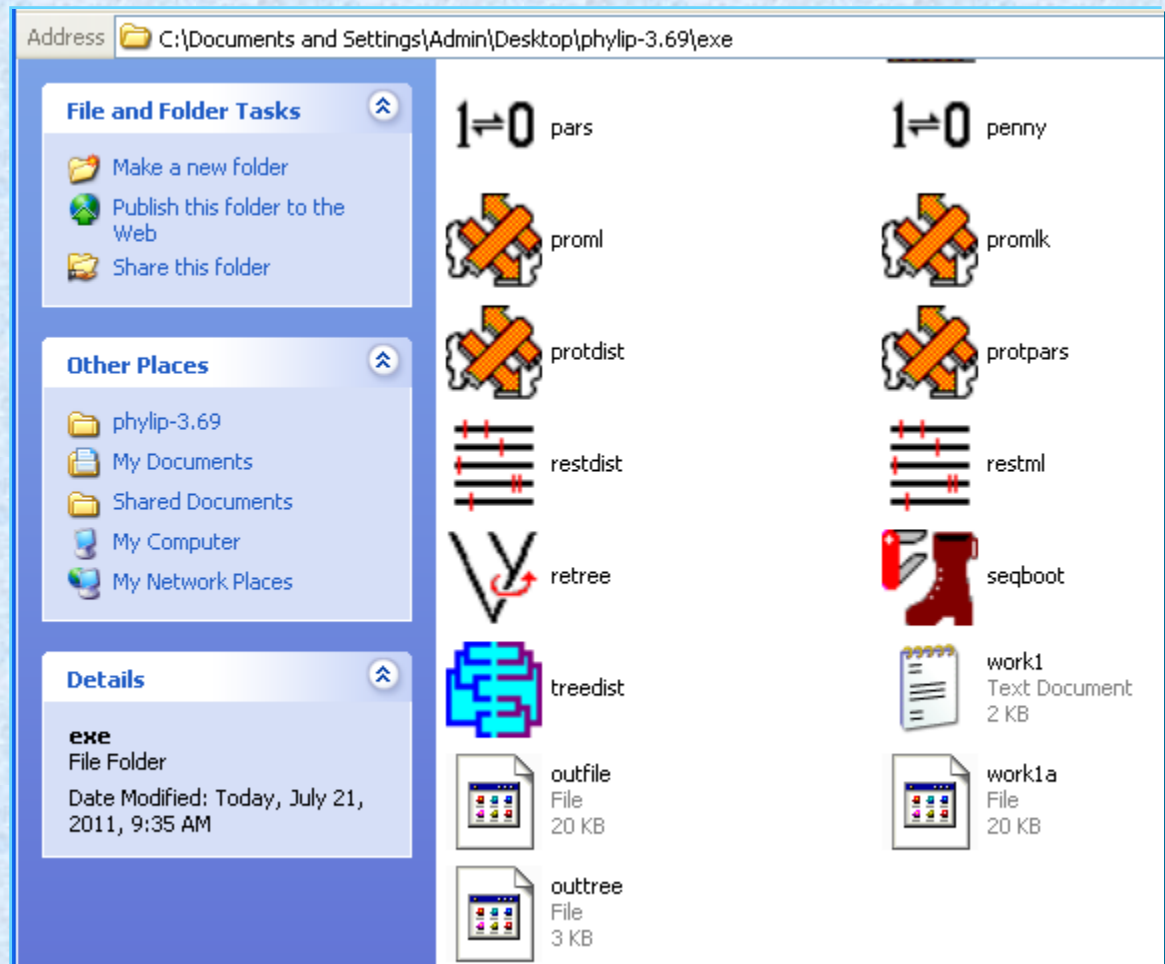 Address C:\Documents and Settings\Admin\Desktop\phylip-3.69\exe
File and Folder Tasks
Make a new folder
Publish this folder to the
Web
Share this folder
Other Places
phylip-3.69
My Documents
Shared Documents
My Computer
My Network Places
Details
exe
File Folder
Date Modified: Today, July 21,
2011, 9:35 AM
1⇌0 pars
1⇌0 penny
proml
promlk
protdist
protpars
restdist
restml
retree
seqboot
treedist
work1
Text Document
2 KB
outfile
File
20 KB
work1a
File
20 KB
outtree
File
3 KB